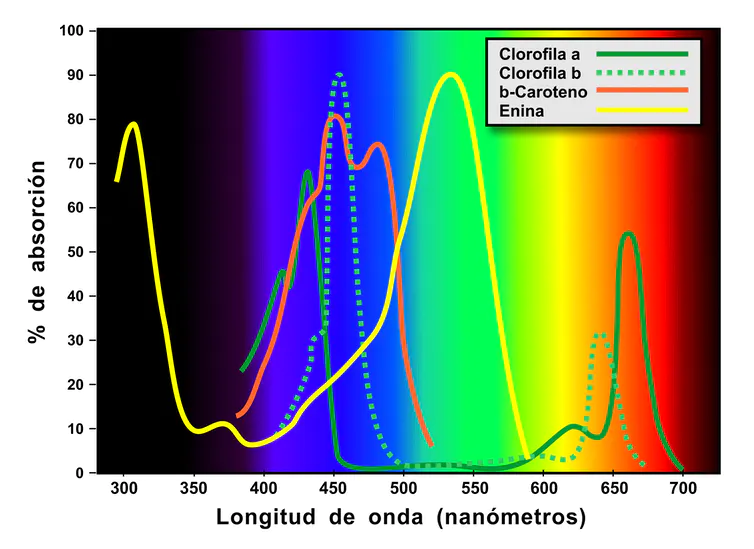 100
90
80
70
60
50
40
30
20
10
0
% de absorción
Clorofila a
Clorofila b
b-Caroteno
Enina
300 350 400 450 500 550 600 650 700
Longitud de onda (nanómetros)